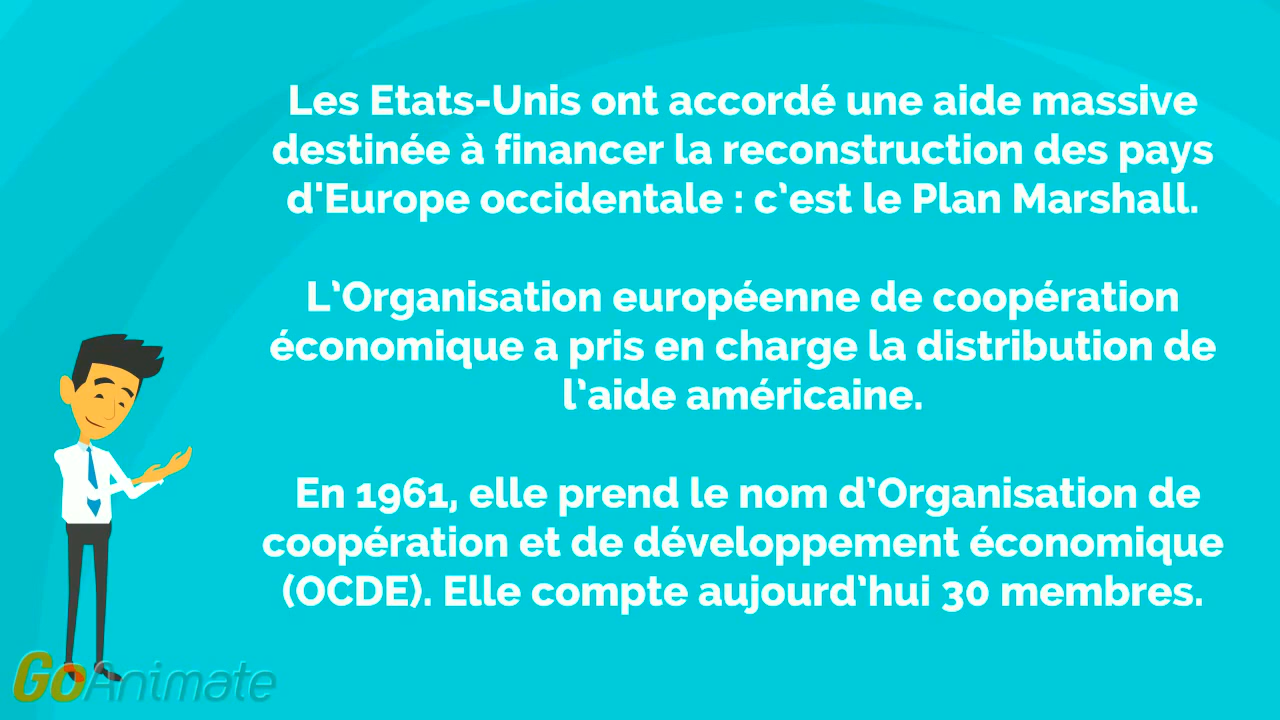 Les Etats-Unis ont accordé une aide massive
destinée à financer la reconstruction des pays
d'Europe occidentale : c’est le Plan Marshall.
L’Organisation européenne de coopération
économique a pris en charge la distribution de
l’aide américaine.
En 1961, elle prend le nom d’Organisation de
coopération et de développement économique
(OCDE). Elle compte aujourd’hui 30 membres.
GoAnimate